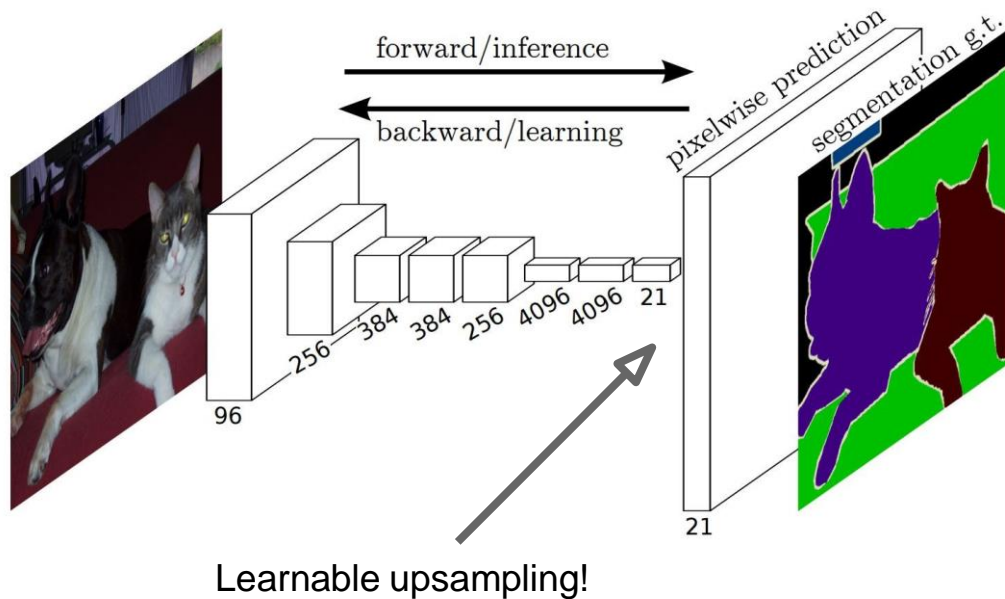 forward/inference
backward/learning
pixelwise prediction
segmentation g.t.
96
256
384
384
256
4096
4096
21
21
Learnable upsampling!